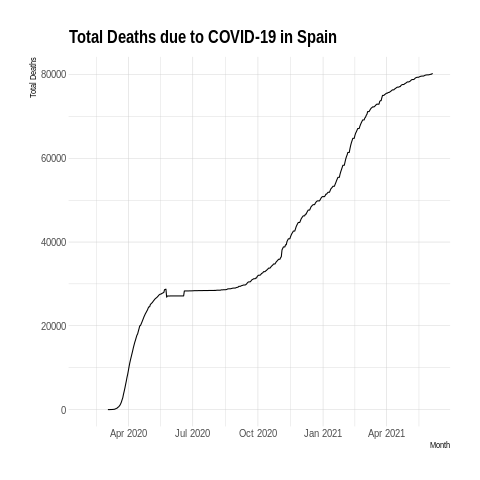 Total Deaths due to COVID-19 in Spain
Total Deaths
80000
60000
40000
20000
0
Apr 2020 Jul 2020 Oct 2020 Jan 2021 Apr 2021
Month